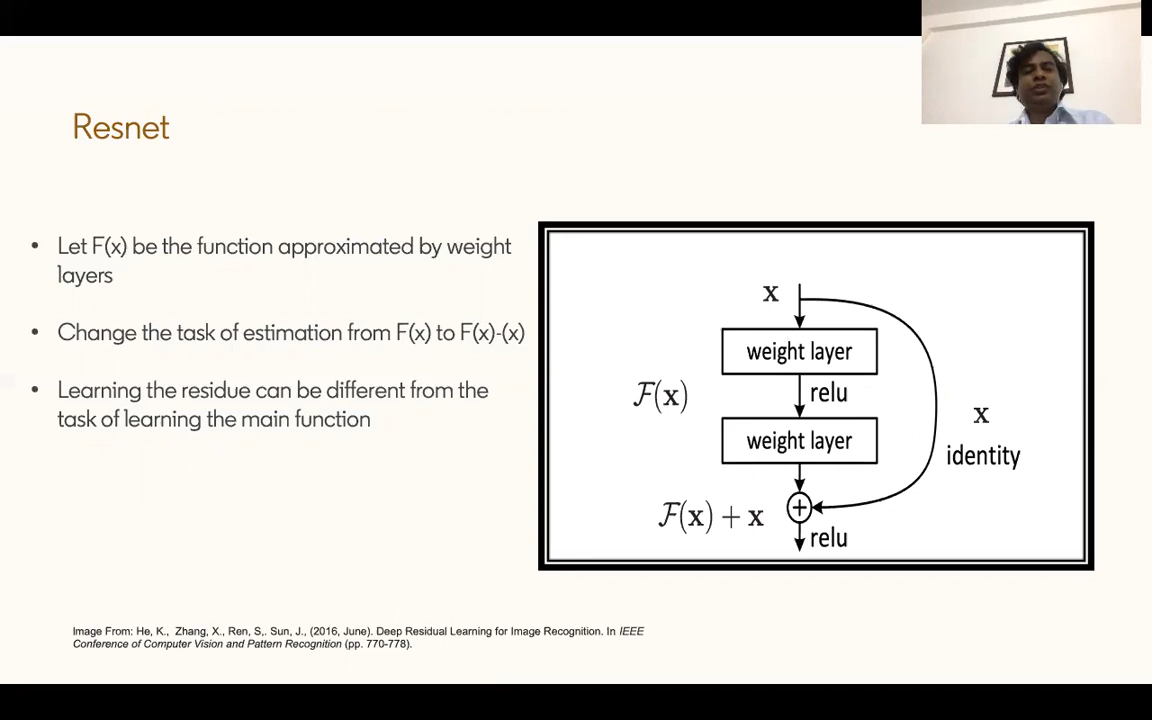 Resnet
• Let F(x) be the function approximated by weight
layers
• Change the task of estimation from F(x) to F(x)-(x)
• Learning the residue can be different from the
task of learning the main function
x
weight layer
F(x)
relu
weight layer
x
identity
F(x) + x
+
relu
Image From: He, K., Zhang, X., Ren, S,. Sun, J., (2016, June). Deep Residual Learning for Image Recognition. In IEEE
Conference of Computer Vision and Pattern Recognition (pp. 770-778).